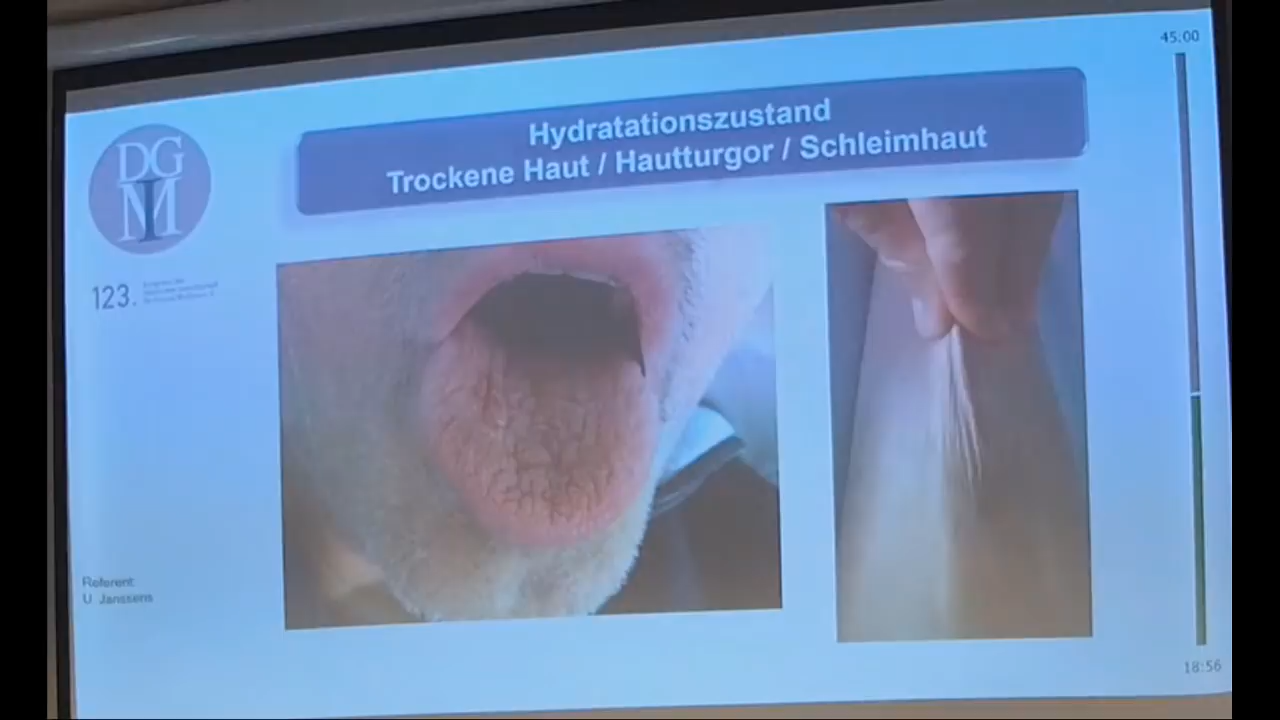 45:00
DGIM
Hydratationszustand
Trockene Haut / Hautturgor / Schleimhaut
123.
Referent:
U. Janssens
18:56